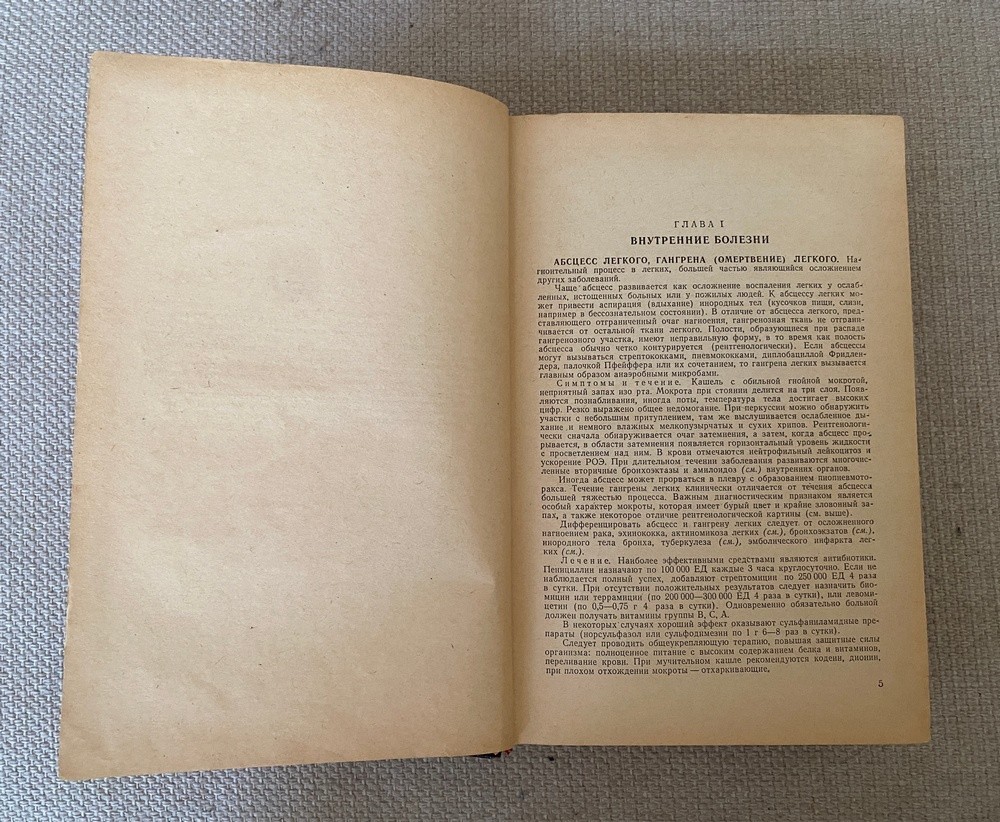 ГЛАВА I
ВНУТРЕННИЕ БОЛЕЗНИ
АБСЦЕСС ЛЕГКОГО, ГАНГРЕНА (ОМЕРТВЕНИЕ) ЛЕГКОГО. На-
гноительный процесс в легких, большей частью являющийся осложнением
других заболеваний.
Чаще абсцесс развивается как осложнение воспаления легких у ослаб-
ленных, истощенных больных или у пожилых людей. К абсцессу легких мо-
жет привести аспирация (вдыхание) инородных тел (кусочков пищи, слизи,
например в бессознательном состоянии). В отличие от абсцесса легкого, пред-
ставляющего отграниченный очаг нагноения, гангренозная ткань не отграни-
чивается от остальной ткани легкого. Полости, образующиеся при распаде
гангренозного участка, имеют неправильную форму, в то время как полость
абсцесса обычно четко контурируется (рентгенологически). Если абсцессы
могут вызываться стрептококками, пневмококками, диплобациллой Фридлен-
дера, палочкой Пфейффера или их сочетанием, то гангрена легких вызывается
главным образом анаэробными микробами.
Симптомы и течение. Кашель с обильной гнойной мокротой,
неприятный запах изо рта. Мокрота при стоянии делится на три слоя. Появ-
ляются познабливания, иногда поты, температура тела достигает высоких
цифр. Резко выражено общее недомогание. При перкуссии можно обнаружить
участки с небольшим притуплением, там же выслушивается ослабленное ды-
хание и немного влажных мелкопузырчатых и сухих хрипов. Рентгенологи-
чески сначала обнаруживается очаг затемнения, а затем, когда абсцесс про-
рывается, в области затемнения появляется горизонтальный уровень жидкости
с просветлением над ним. В крови отмечаются нейтрофильный лейкоцитоз и
ускорение РОЭ. При длительном течении заболевания развиваются многочис-
ленные вторичные бронхоэктазы и амилоидоз (см.) внутренних органов.
Иногда абсцесс может прорваться в плевру с образованием пиопневмото-
ракса. Течение гангрены легких клинически отличается от течения абсцесса
большей тяжестью процесса. Важным диагностическим признаком является
особый характер мокроты, которая имеет бурый цвет и крайне зловонный за-
пах, а также некоторое отличие рентгенологической картины (см. выше).
Дифференцировать абсцесс и гангрену легких следует от осложненного
нагноением рака, эхинококка, актиномикоза легких (см.), бронхоэкзатов (см.),
инородного тела бронха, туберкулеза (см.), эмболического инфаркта лег-
ких (см.).
Лечение. Наиболее эффективными средствами являются антибиотики.
Пенициллин назначают по 100 000 ЕД каждые 3 часа круглосуточно. Если не
наблюдается полный успех, добавляют стрептомицин по 250 000 ЕД 4 раза
в сутки. При отсутствии положительных результатов следует назначить био-
мицин или террамицин (по 200 000—300 000 ЕД 4 раза в сутки), или левоми-
цетин (по 0,5—0,75 г 4 раза в сутки). Одновременно обязательно больной
должен получать витамины группы В, С, А.
В некоторых случаях хороший эффект оказывают сульфаниламидные пре-
параты (норсульфазол или сульфодимезин по 1 г 6—8 раз в сутки).
Следует проводить общеукрепляющую терапию, повышая защитные силы
организма: полноценное питание с высоким содержанием белка и витаминов,
переливание крови. При мучительном кашле рекомендуются кодеин, дионин,
при плохом отхождении мокроты — отхаркивающие.
5